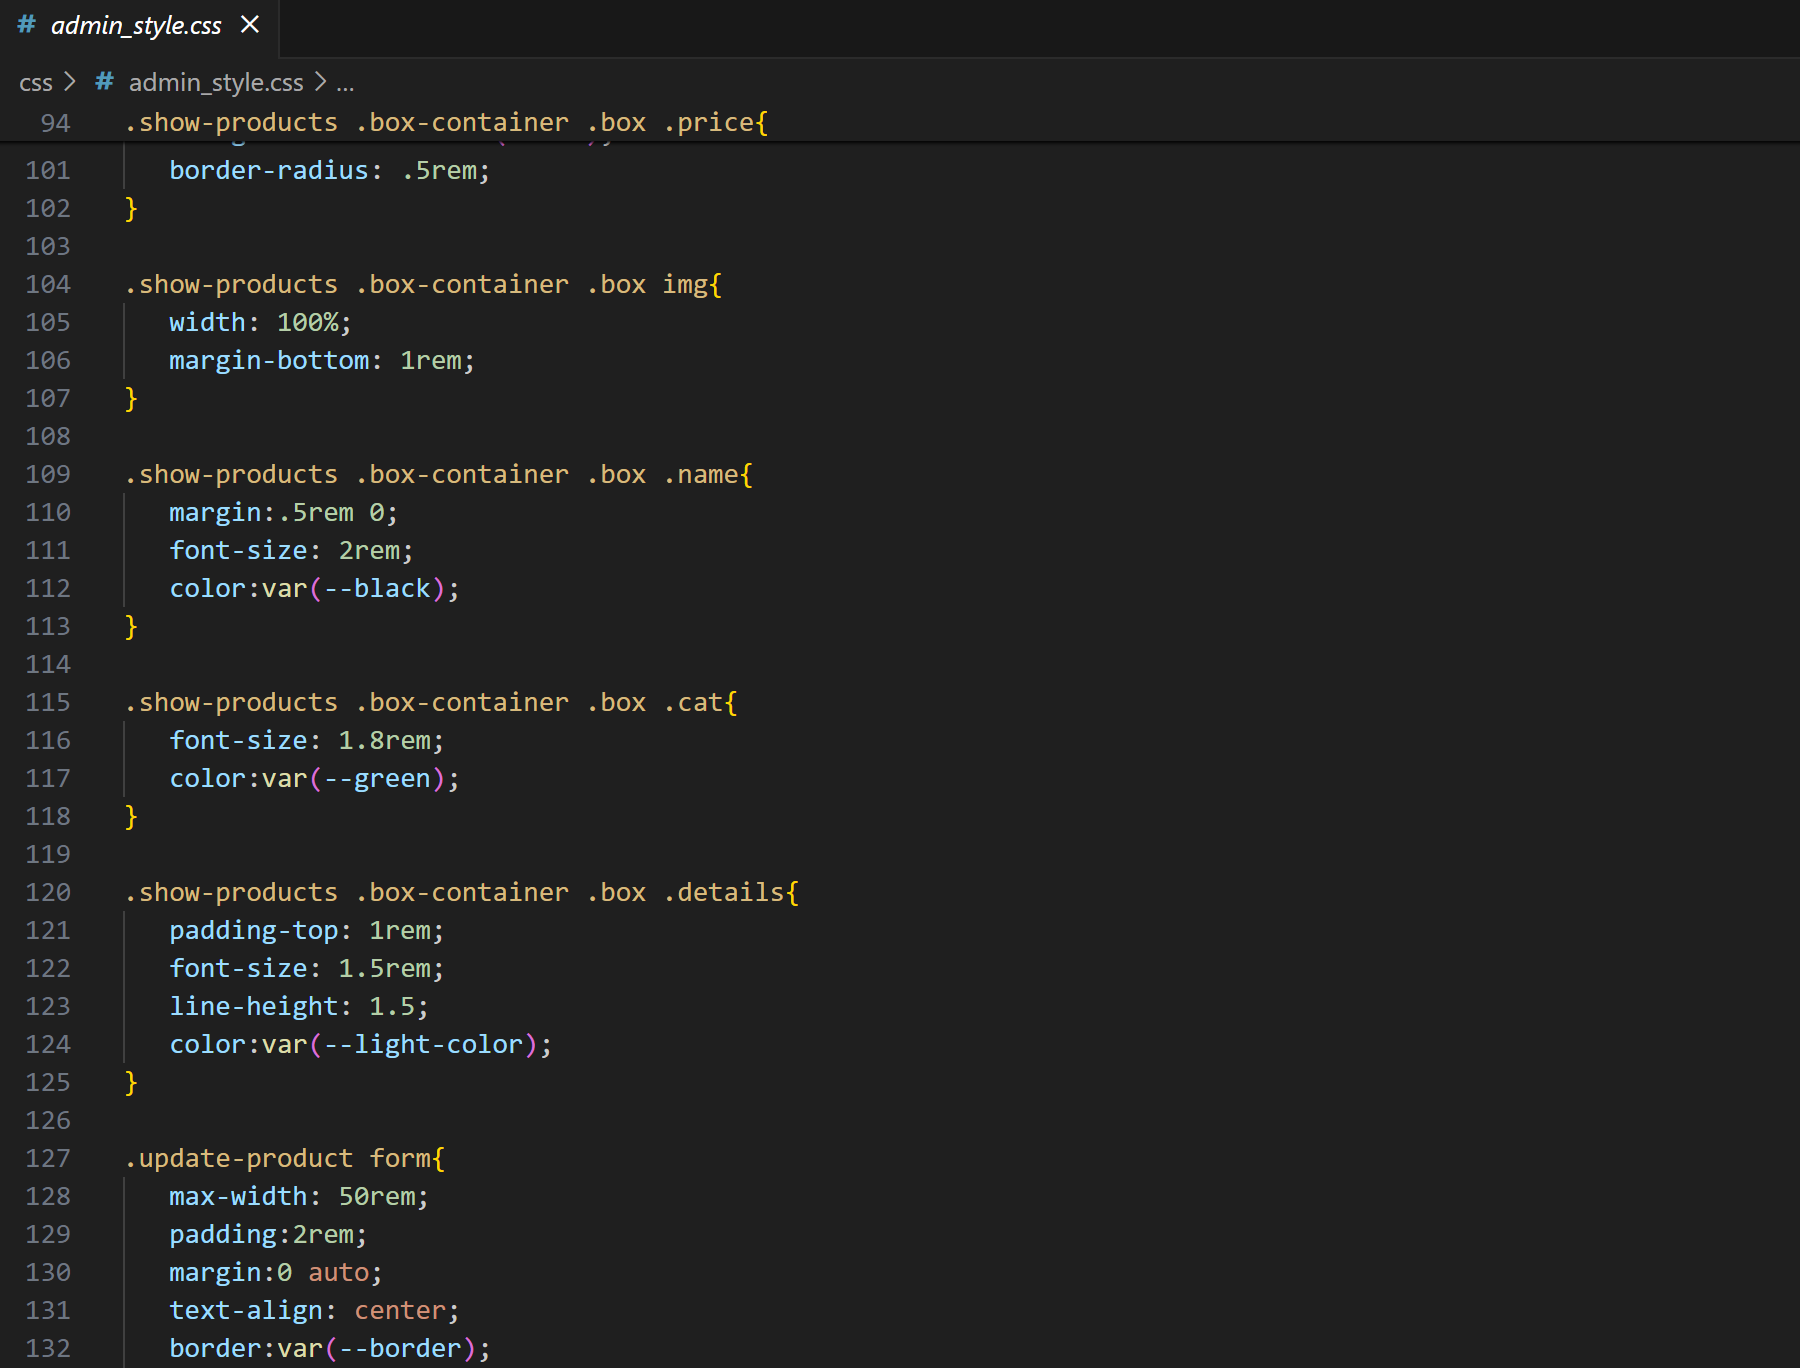 # admin_style.css ×
css > # admin_style.css > ...
94 .show-products .box-container .box .price{
101 border-radius: .5rem;
102 }
103
104 .show-products .box-container .box img{
105 width: 100%;
106 margin-bottom: 1rem;
107 }
108
109 .show-products .box-container .box .name{
110 margin:.5rem 0;
111 font-size: 2rem;
112 color:var(--black);
113 }
114
115 .show-products .box-container .box .cat{
116 font-size: 1.8rem;
117 color:var(--green);
118 }
119
120 .show-products .box-container .box .details{
121 padding-top: 1rem;
122 font-size: 1.5rem;
123 line-height: 1.5;
124 color:var(--light-color);
125 }
126
127 .update-product form{
128 max-width: 50rem;
129 padding:2rem;
130 margin:0 auto;
131 text-align: center;
132 border:var(--border);